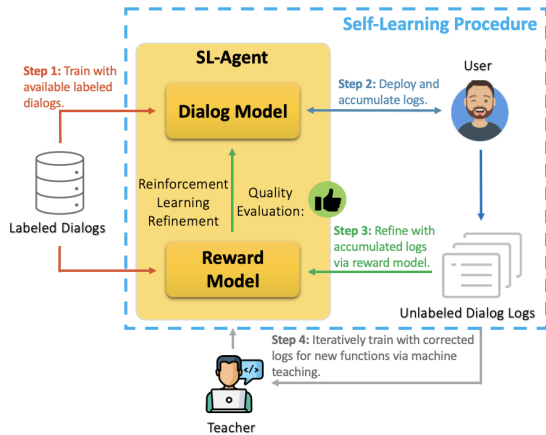 Self-Learning Procedure
SL-Agent
User
Step 1: Train with
available labeled
dialogs.
Step 2: Deploy and
accumulate logs.
Dialog Model
Reinforcement
Learning
Refinement
Quality
Evaluation:
Labeled Dialogs
Step 3: Refine with
accumulated logs
via reward model.
Reward
Model
Unlabeled Dialog Logs
Step 4: Iteratively train with corrected
logs for new functions via machine
teaching.
</>
Teacher